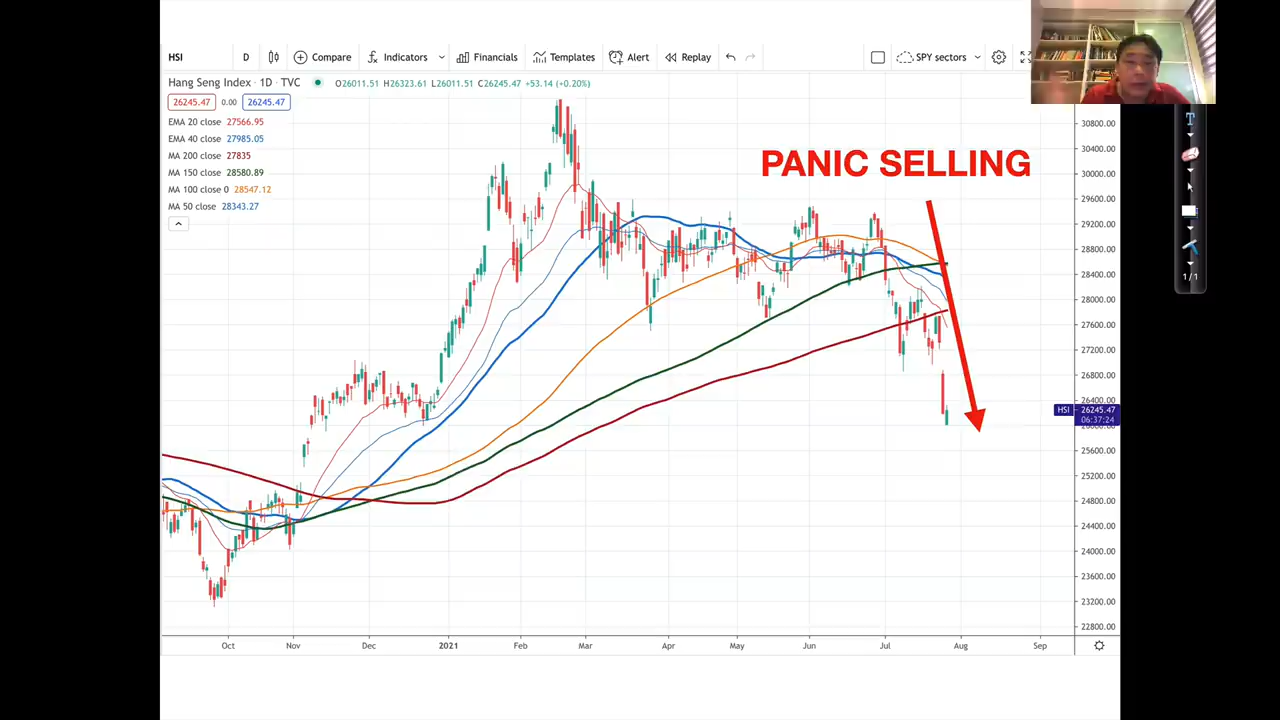 HSI D Compare Indicators Financials Templates Alert Replay SPY sectors
Hang Seng Index · 1D · TVC O26011.51 H26323.61 L26011.51 C26245.47 +53.14 (+0.20%)
26245.47 0.00 26245.47
EMA 20 close 27566.95
EMA 40 close 27985.05
MA 200 close 27835
MA 150 close 28580.89
MA 100 close 0 28547.12
MA 50 close 28343.27
PANIC SELLING
30800.00
30400.00
30000.00
29600.00
29200.00
28800.00
28400.00
28000.00
27600.00
27200.00
26800.00
26400.00
HSI 26245.47
06:37:24
26000.00
25600.00
25200.00
24800.00
24400.00
24000.00
23600.00
23200.00
22800.00
Oct Nov Dec 2021 Feb Mar Apr May Jun Jul Aug Sep
T
1/1